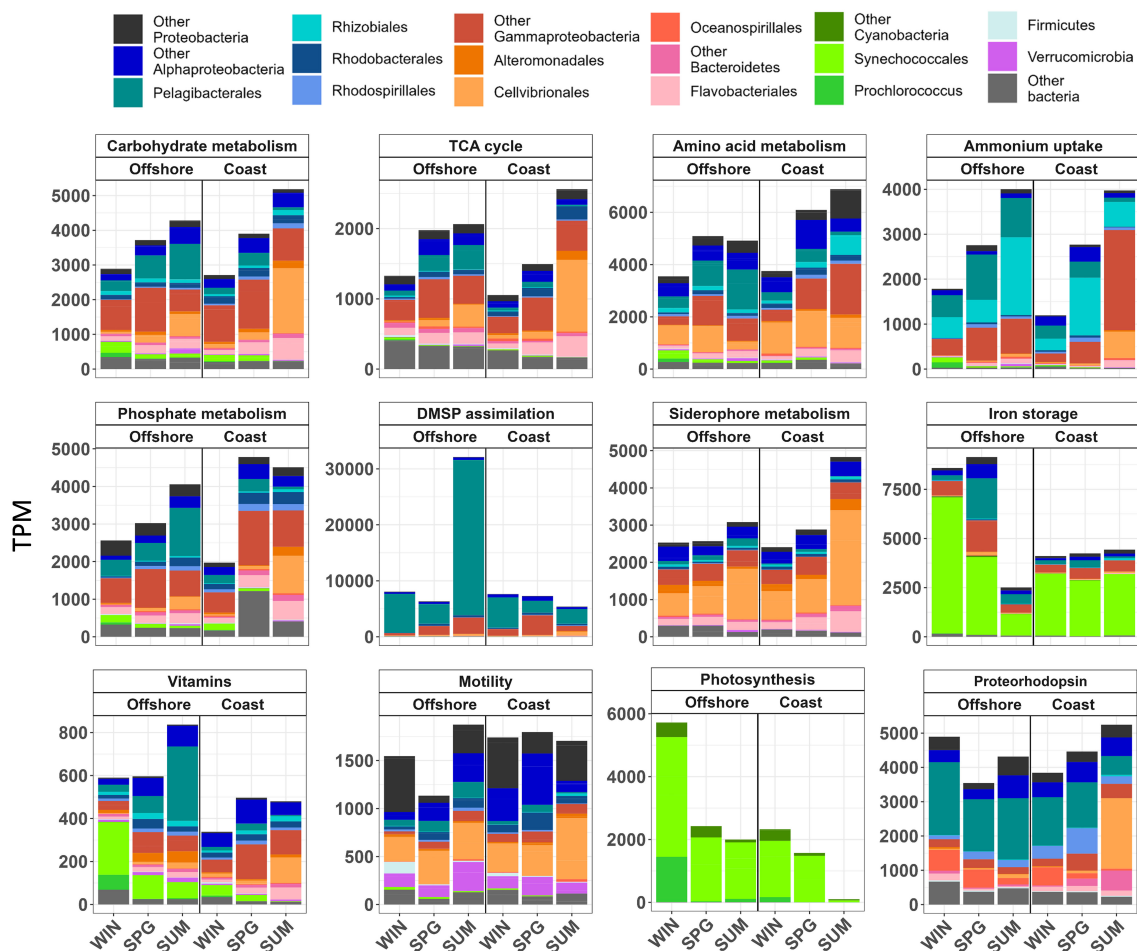 Other
Proteobacteria
Other
Alphaproteobacteria
Pelagibacterales
Rhizobiales
Rhodobacterales
Rhodospirillales
Other
Gammaproteobacteria
Alteromonadales
Cellvibrionales
Oceanospirillales
Other
Bacteroidetes
Flavobacteriales
Other
Cyanobacteria
Synechococcales
Prochlorococcus
Firmicutes
Verrucomicrobia
Other
bacteria
TPM
Carbohydrate metabolism
Offshore Coast
5000
4000
3000
2000
1000
0
TCA cycle
Offshore Coast
2000
1000
0
Amino acid metabolism
Offshore Coast
6000
4000
2000
0
Ammonium uptake
Offshore Coast
4000
3000
2000
1000
0
Phosphate metabolism
Offshore Coast
5000
4000
3000
2000
1000
0
DMSP assimilation
Offshore Coast
30000
20000
10000
0
Siderophore metabolism
Offshore Coast
5000
4000
3000
2000
1000
0
Iron storage
Offshore Coast
7500
5000
2500
0
Vitamins
Offshore Coast
800
600
400
200
0
WIN SPG SUM WIN SPG SUM
Motility
Offshore Coast
1500
1000
500
0
WIN SPG SUM WIN SPG SUM
Photosynthesis
Offshore Coast
6000
4000
2000
0
WIN SPG SUM WIN SPG SUM
Proteorhodopsin
Offshore Coast
5000
4000
3000
2000
1000
0
WIN SPG SUM WIN SPG SUM